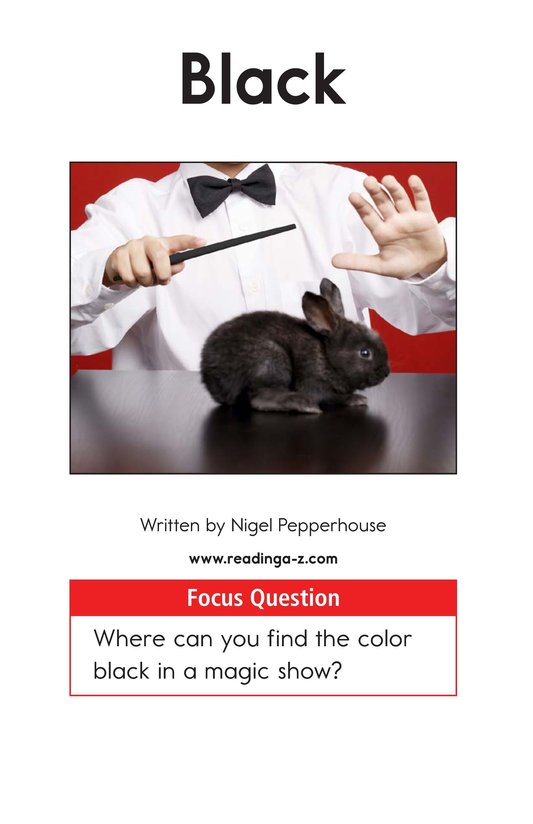 Black
Written by Nigel Pepperhouse
www.readinga-z.com
Focus Question
Where can you find the color
black in a magic show?